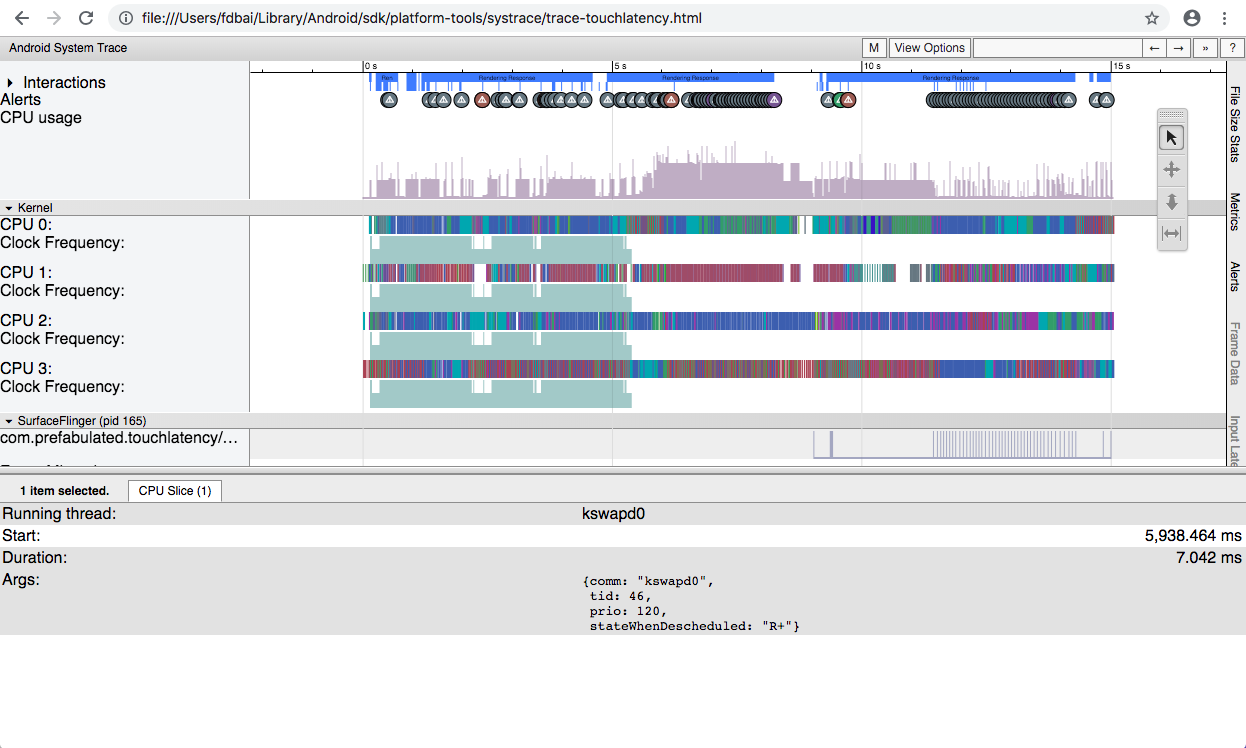 file:///Users/fdbai/Library/Android/sdk/platform-tools/systrace/trace-touchlatency.html
Android System Trace
M
View Options
←
→
»
?
0 s
5 s
10 s
15 s
Interactions
Ren
Rendering Response
Rendering Response
Rendering Response
Alerts
CPU usage
Kernel
CPU 0:
Clock Frequency:
CPU 1:
Clock Frequency:
CPU 2:
Clock Frequency:
CPU 3:
Clock Frequency:
SurfaceFlinger (pid 165)
com.prefabulated.touchlatency/…
File Size Stats
Metrics
Alerts
Frame Data
Input Late
1 item selected.
CPU Slice (1)
Running thread: kswapd0
Start: 5,938.464 ms
Duration: 7.042 ms
Args: {comm: "kswapd0",
tid: 46,
prio: 120,
stateWhenDescheduled: "R+"}